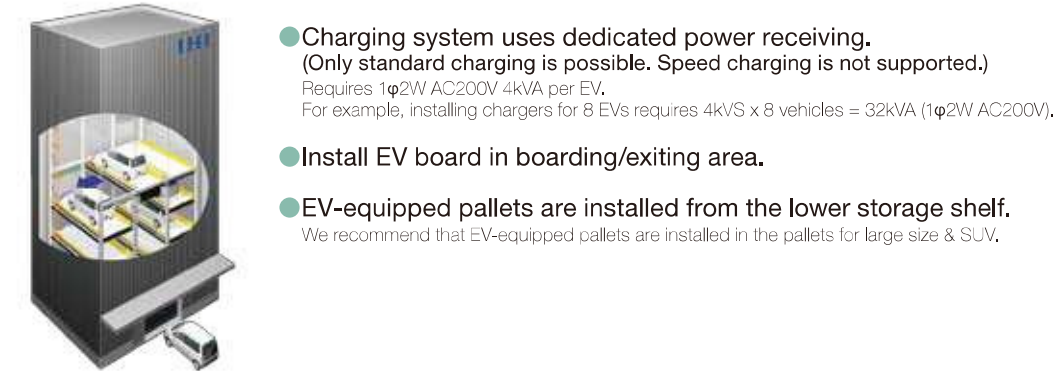 Charging system uses dedicated power receiving.
(Only standard charging is possible. Speed charging is not supported.)
Requires 1φ2W AC200V 4kVA per EV.
For example, installing chargers for 8 EVs requires 4kVS x 8 vehicles = 32kVA (1φ2W AC200V).
Install EV board in boarding/exiting area.
EV-equipped pallets are installed from the lower storage shelf.
We recommend that EV-equipped pallets are installed in the pallets for large size & SUV.